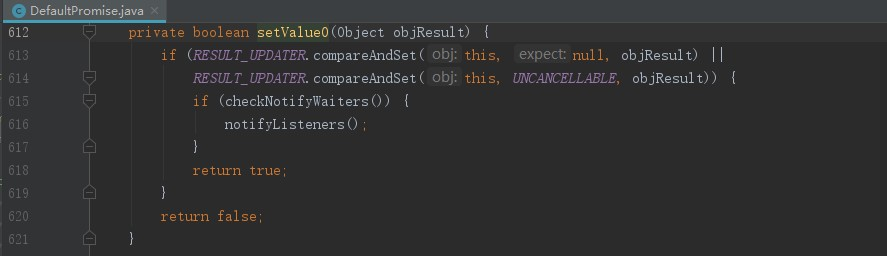 DefaultPromise.java
612 private boolean setValue0(Object objResult) {
613 if (RESULT_UPDATER.compareAndSet( obj: this, expect: null, objResult) ||
614 RESULT_UPDATER.compareAndSet( obj: this, UNCANCELLABLE, objResult)) {
615 if (checkNotifyWaiters()) {
616 notifyListeners();
617 }
618 return true;
619 }
620 return false;
621 }